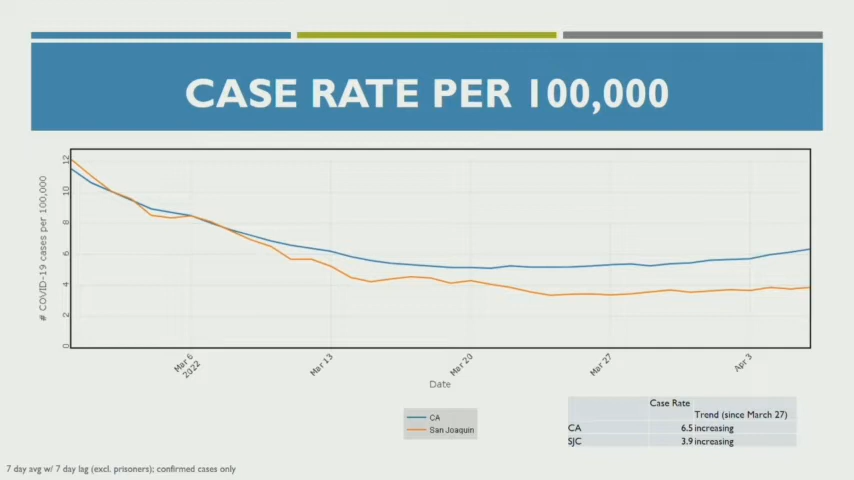 CASE RATE PER 100,000
# COVID-19 cases per 100,000
12
10
8
6
4
2
0
Mar 6
2022
Mar 13
Mar 20
Mar 27
Apr 3
Date
CA
San Joaquin
Case Rate
Trend (since March 27)
CA 6.5 increasing
SJC 3.9 increasing
7 day avg w/ 7 day lag (excl. prisoners); confirmed cases only